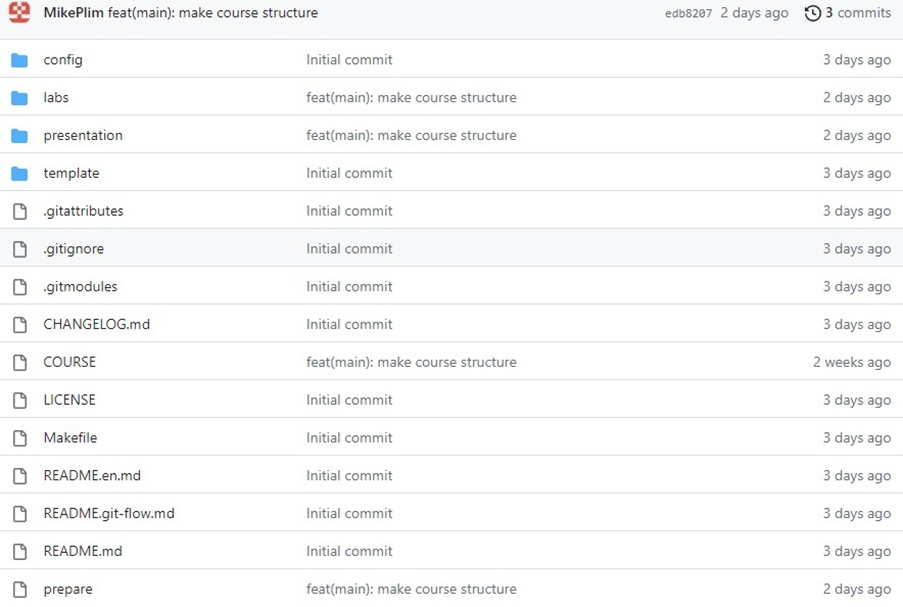 MikePlim feat(main): make course structure edb8207 2 days ago 3 commits
config Initial commit 3 days ago
labs feat(main): make course structure 2 days ago
presentation feat(main): make course structure 2 days ago
template Initial commit 3 days ago
.gitattributes Initial commit 3 days ago
.gitignore Initial commit 3 days ago
.gitmodules Initial commit 3 days ago
CHANGELOG.md Initial commit 3 days ago
COURSE feat(main): make course structure 2 weeks ago
LICENSE Initial commit 3 days ago
Makefile Initial commit 3 days ago
README.en.md Initial commit 3 days ago
README.git-flow.md Initial commit 3 days ago
README.md Initial commit 3 days ago
prepare feat(main): make course structure 2 days ago